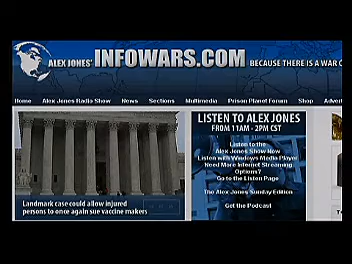 ALEX JONES' INFOWARS.COM BECAUSE THERE IS A WAR
Home Alex Jones Radio Show News Sections Multimedia Prison Planet Forum Shop
LISTEN TO ALEX JONES
FROM 11AM - 2PM CST
Listen to the
Alex Jones Show Now
Listen with Windows Media Player
Need More Internet Streaming
Options?
Go to the Listen Page
The Alex Jones Sunday Edition
Get the Podcast
Landmark case could allow injured
persons to once again sue vaccine makers